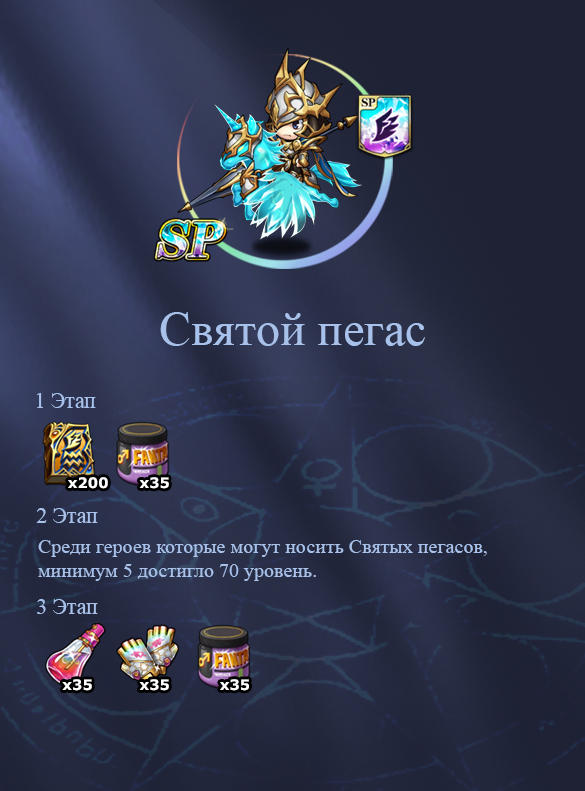 SP
SP
Святой пегас
1 Этап
x200
x35
2 Этап
Среди героев которые могут носить Святых пегасов,
минимум 5 достигло 70 уровень.
3 Этап
x35
x35
x35